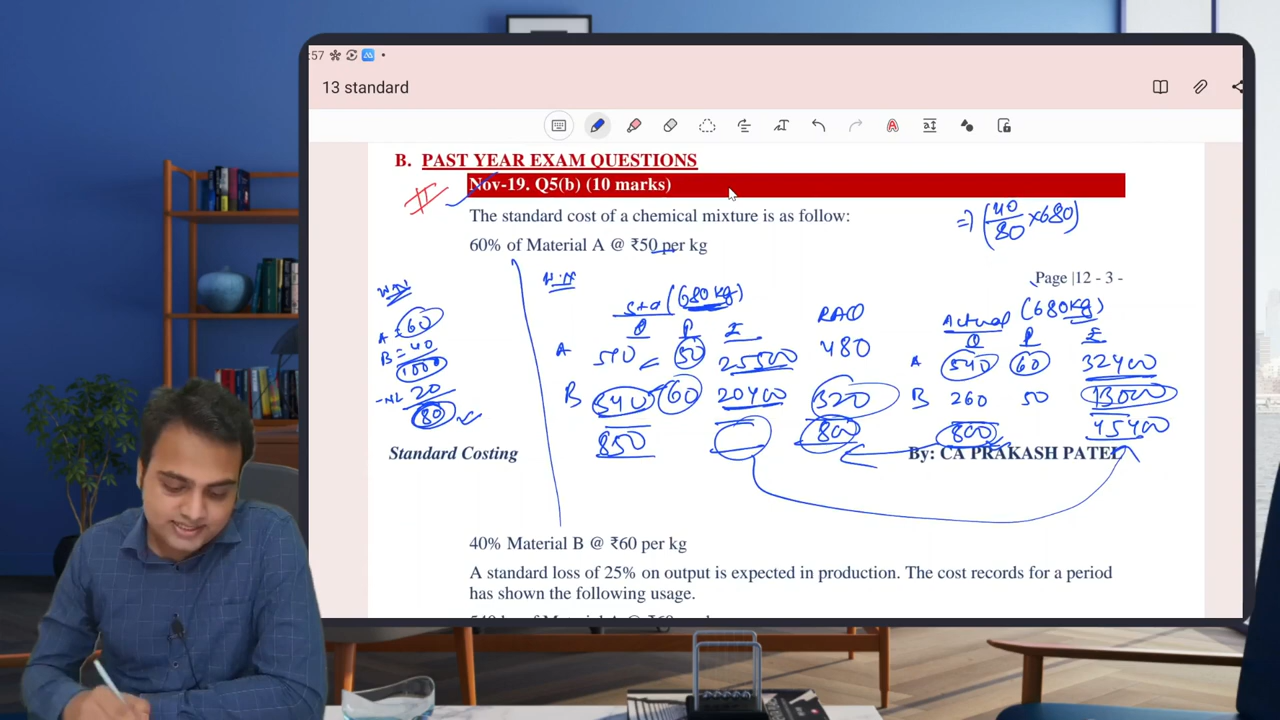 :57
13 standard
B. PAST YEAR EXAM QUESTIONS
Nov-19. Q5(b) (10 marks)
The standard cost of a chemical mixture is as follow:
60% of Material A @ ₹50 per kg
=> (40/80 × 680)
Page |12 - 3 -
W.N
A = 60
B = 40
100
-NL 20
80
W.N
Std (680 kg)
Q P Σ
A 510 50 25500
B 340 60 20400
850
RAQ
480
320
800
Actual (680 kg)
Q P Σ
A 540 60 32400
B 260 50 13000
800 45400
Standard Costing
By: CA PRAKASH PATEL
40% Material B @ ₹60 per kg
A standard loss of 25% on output is expected in production. The cost records for a period
has shown the following usage.